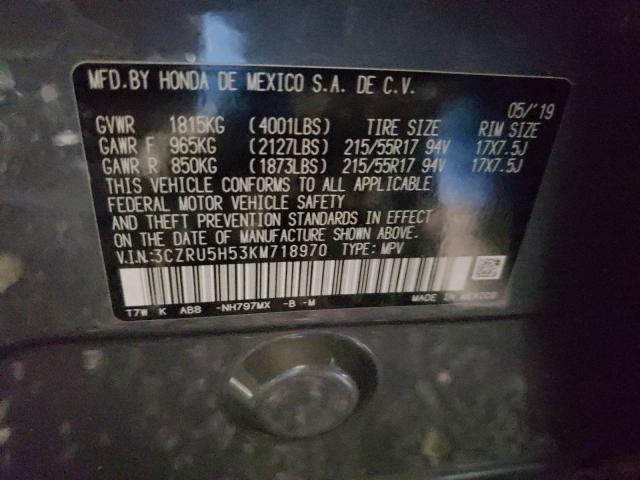 MFD.BY HONDA DE MEXICO S.A. DE C.V.
05/'19
GVWR 1815KG (4001LBS) TIRE SIZE RIM SIZE
GAWR F 965KG (2127LBS) 215/55R17 94V 17X7.5J
GAWR R 850KG (1873LBS) 215/55R17 94V 17X7.5J
THIS VEHICLE CONFORMS TO ALL APPLICABLE
FEDERAL MOTOR VEHICLE SAFETY
AND THEFT PREVENTION STANDARDS IN EFFECT
ON THE DATE OF MANUFACTURE SHOWN ABOVE.
V.I.N.:3CZRU5H53KM718970 TYPE: MPV
T7W K AB8 -NH797MX -B -M MADE IN MEXICO